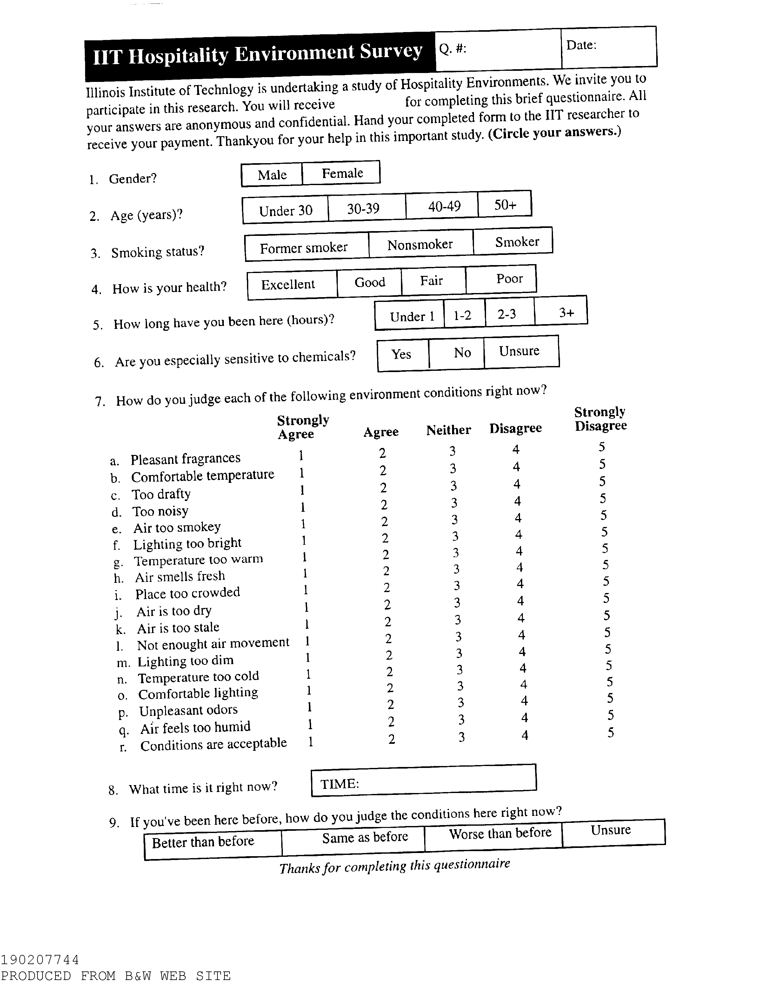 IIT Hospitality Environment Survey Q. #: Date:
Illinois Institute of Technlogy is undertaking a study of Hospitality Environments. We invite you to
participate in this research. You will receive for completing this brief questionnaire. All
your answers are anonymous and confidential. Hand your completed form to the IIT researcher to
receive your payment. Thankyou for your help in this important study. (Circle your answers.)
1. Gender? Male Female
2. Age (years)? Under 30 30-39 40-49 50+
3. Smoking status? Former smoker Nonsmoker Smoker
4. How is your health? Excellent Good Fair Poor
5. How long have you been here (hours)? Under 1 1-2 2-3 3+
6. Are you especially sensitive to chemicals? Yes No Unsure
7. How do you judge each of the following environment conditions right now?
Strongly Agree Agree Neither Disagree Strongly Disagree
a. Pleasant fragrances 1 2 3 4 5
b. Comfortable temperature 1 2 3 4 5
c. Too drafty 1 2 3 4 5
d. Too noisy 1 2 3 4 5
e. Air too smokey 1 2 3 4 5
f. Lighting too bright 1 2 3 4 5
g. Temperature too warm 1 2 3 4 5
h. Air smells fresh 1 2 3 4 5
i. Place too crowded 1 2 3 4 5
j. Air is too dry 1 2 3 4 5
k. Air is too stale 1 2 3 4 5
l. Not enought air movement 1 2 3 4 5
m. Lighting too dim 1 2 3 4 5
n. Temperature too cold 1 2 3 4 5
o. Comfortable lighting 1 2 3 4 5
p. Unpleasant odors 1 2 3 4 5
q. Air feels too humid 1 2 3 4 5
r. Conditions are acceptable 1 2 3 4 5
8. What time is it right now? TIME:
9. If you've been here before, how do you judge the conditions here right now?
Better than before Same as before Worse than before Unsure
Thanks for completing this questionnaire
190207744
PRODUCED FROM B&W WEB SITE